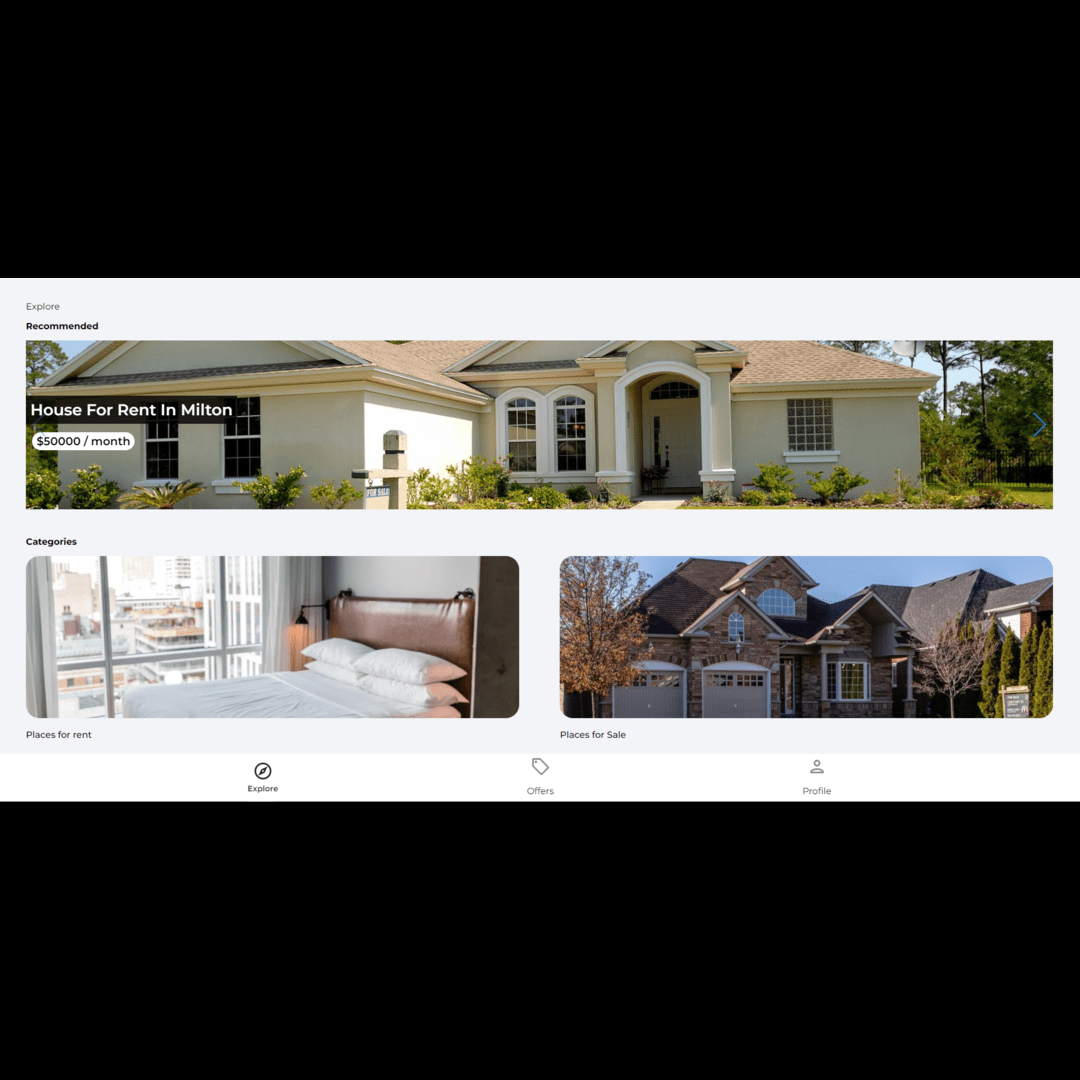 Explore
Recommended
House For Rent In Milton
$50000 / month
FOR SALE
Categories
Places for rent
Places for Sale
Explore
Offers
Profile